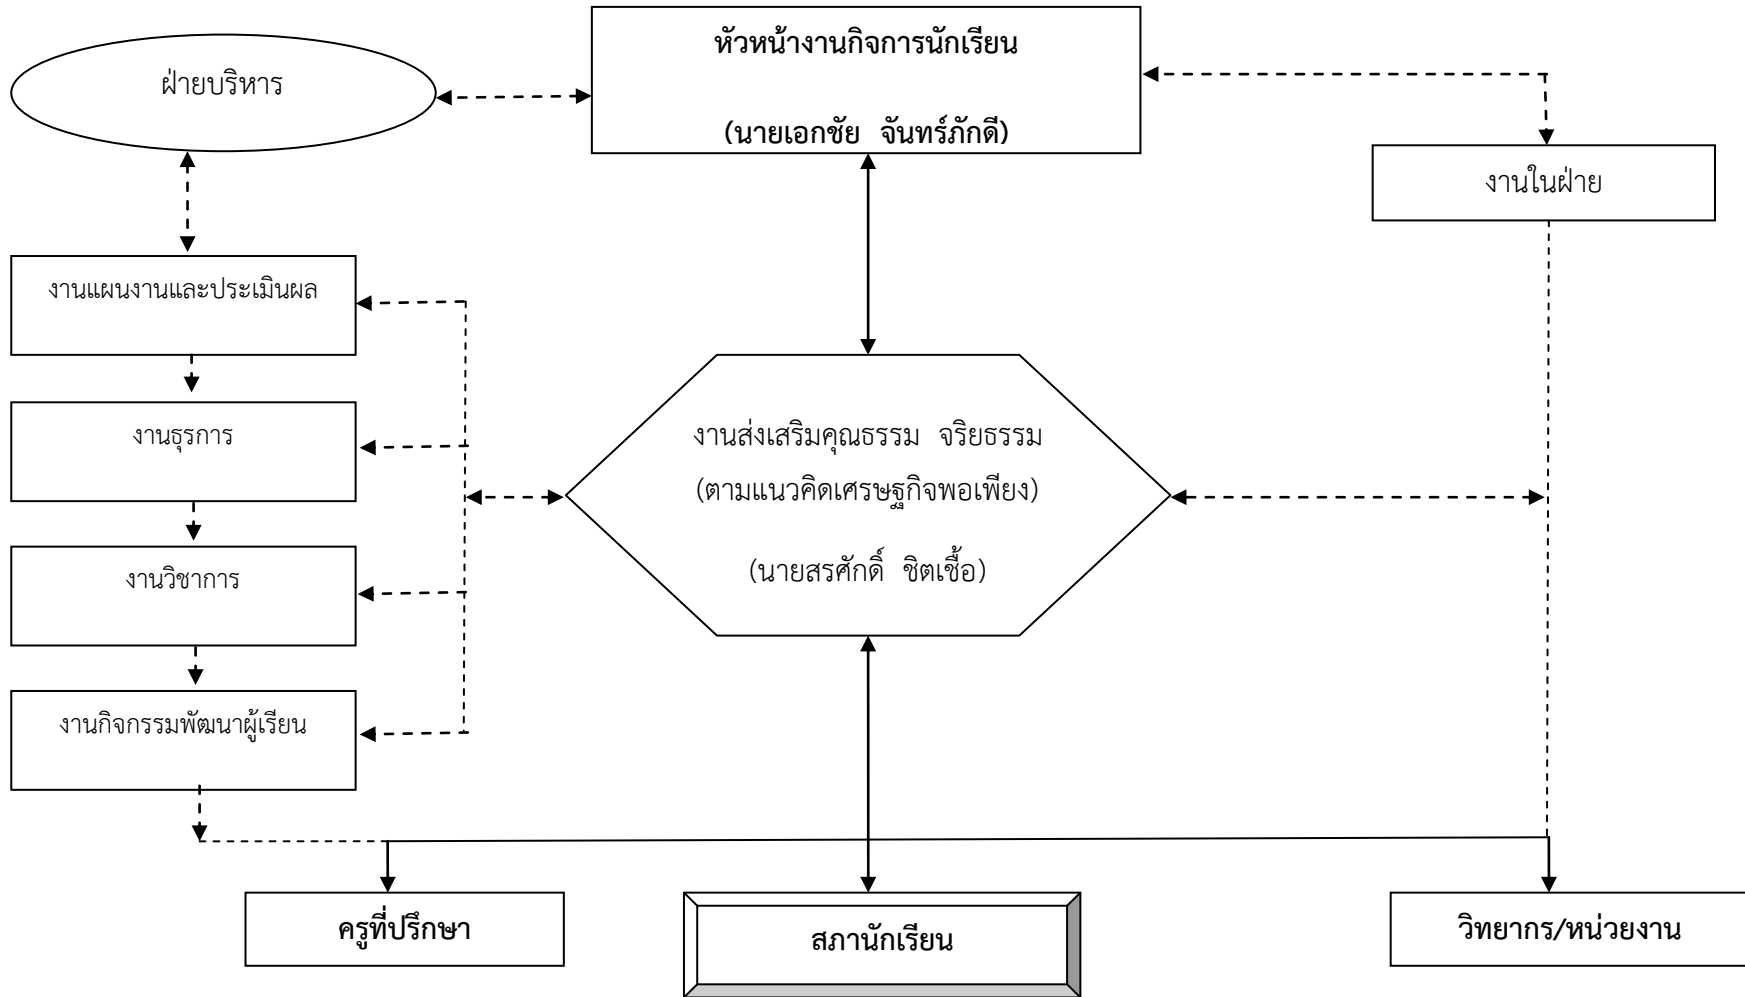 หัวหน้างานกิจการนักเรียน
(นายเอกชัย จันทร์ภักดี)
ฝ่ายบริหาร
งานในฝ่าย
งานแผนงานและประเมินผล
งานธุรการ
งานวิชาการ
งานกิจกรรมพัฒนาผู้เรียน
งานส่งเสริมคุณธรรม จริยธรรม
(ตามแนวคิดเศรษฐกิจพอเพียง)
(นายสรศักดิ์ ชิตเชื้อ)
ครูที่ปรึกษา
สภานักเรียน
วิทยากร/หน่วยงาน